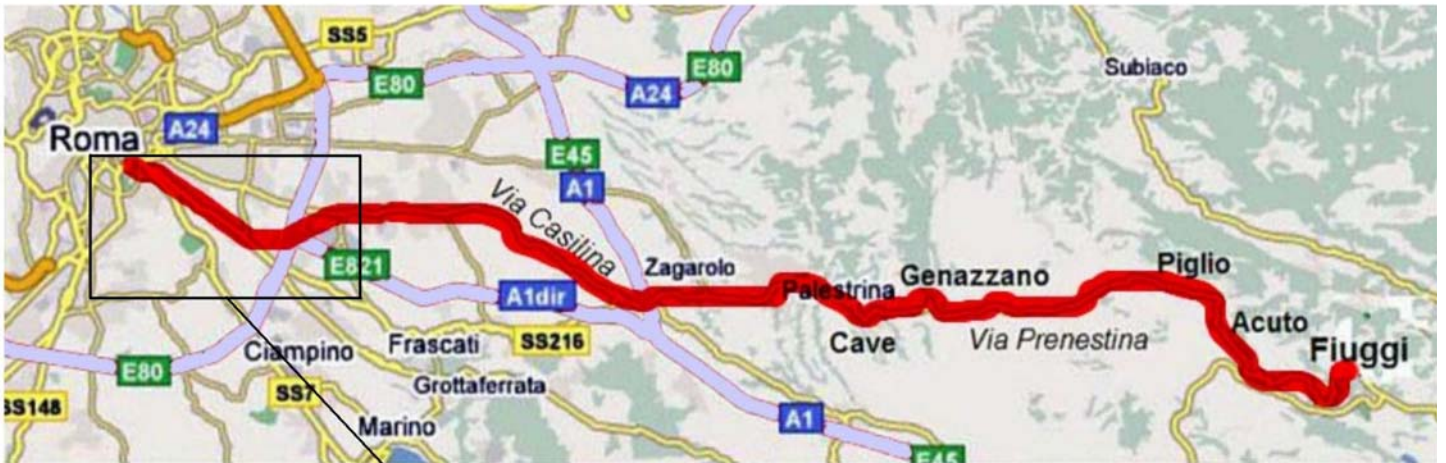 SS5
E80
E80
A24
Subiaco
Roma
A24
E45
A1
Via Casilina
E821
Zagarolo
A1dir
Palestrina
Genazzano
Piglio
Cave
Via Prenestina
Acuto
Fiuggi
SS216
Frascati
Ciampino
E80
Grottaferrata
SS7
SS148
Marino
A1
E45